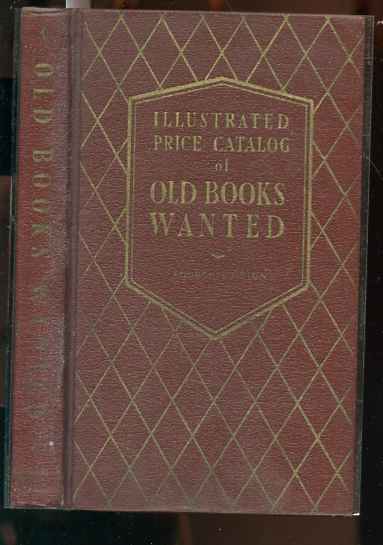 ILLUSTRATED
PRICE CATALOG
of
OLD BOOKS
WANTED
OLD BOOKS WANTED